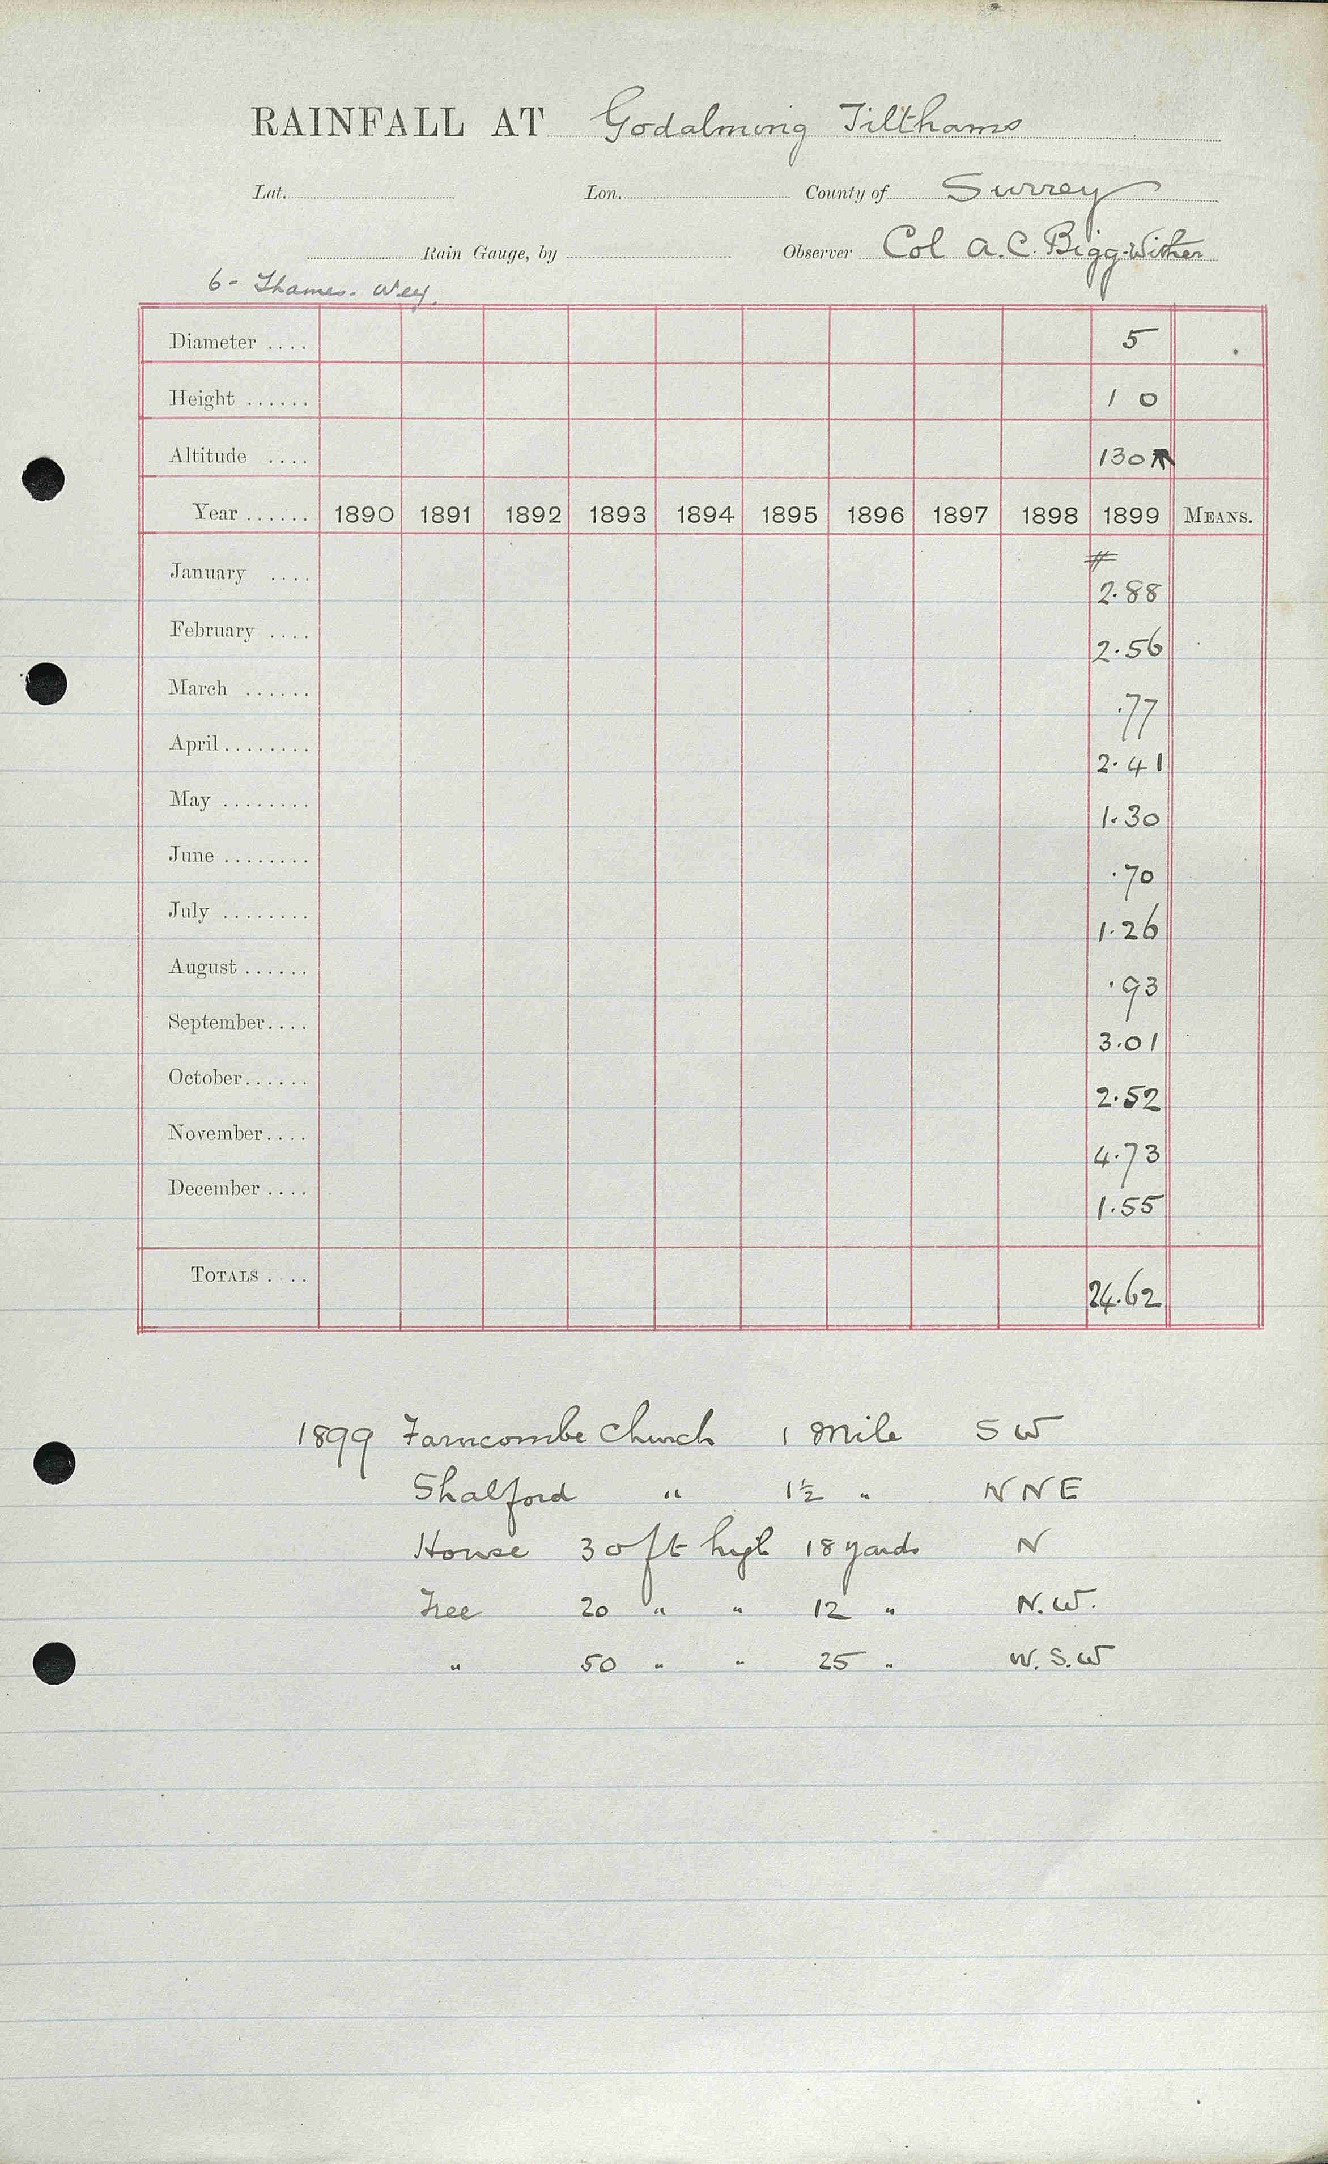 RAINFALL AT Godalming Tilthams
Lat. Lon. County of Surrey
Rain Gauge, by Observer Col A. C. Bigg-Wither
6 - Thames. Wey.
Diameter .... 5
Height ...... 1 0
Altitude .... 130
Year ...... 1890 1891 1892 1893 1894 1895 1896 1897 1898 1899 MEANS.
January .... 2.88
February .... 2.56
March ...... .77
April ........ 2.41
May ........ 1.30
June ........ .70
July ........ 1.26
August ...... .93
September.... 3.01
October...... 2.52
November.... 4.73
December .... 1.55
TOTALS .... 24.62
1899 Farncombe Church 1 Mile S W
Shalford " 1½ " N N E
House 30 ft high 18 yards N
Tree 20 " " 12 " N.W.
" 50 " " 25 " W.S.W